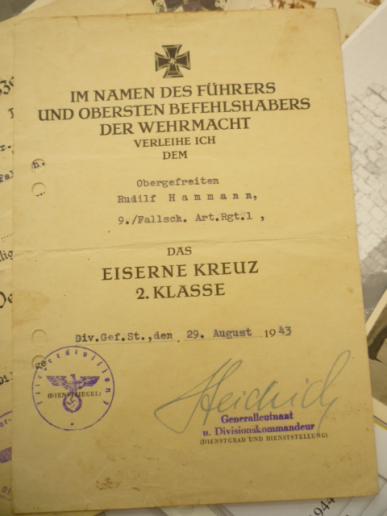 IM NAMEN DES FÜHRERS
UND OBERSTEN BEFEHLSHABERS
DER WEHRMACHT
VERLEIHE ICH
DEM
Obergefreiten
Rudilf Hammann,
9./Fallsch. Art.Rgt.1 ,
DAS
EISERNE KREUZ
2. KLASSE
Div.Gef.St.,den 29. August 1943
(DIENSTSIEGEL)
Heidrich
Generalleutnant
u. Divisionskommandeur
(DIENSTGRAD UND DIENSTSTELLUNG)
1944